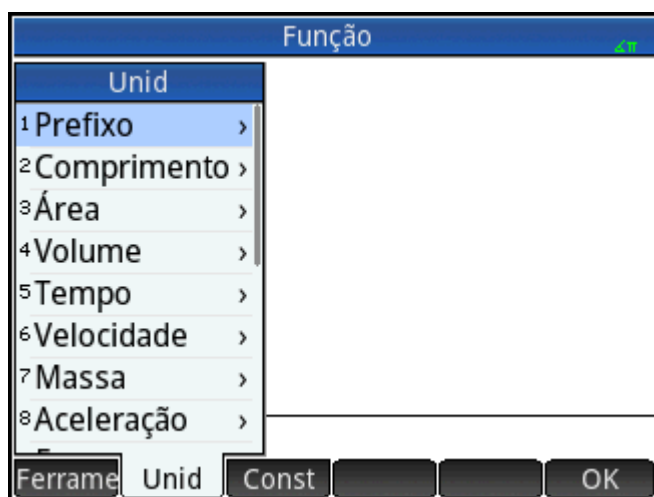 Função
∡π
Unid
1 Prefixo ›
2 Comprimento ›
3 Área ›
4 Volume ›
5 Tempo ›
6 Velocidade ›
7 Massa ›
8 Aceleração ›
Ferrame Unid Const OK